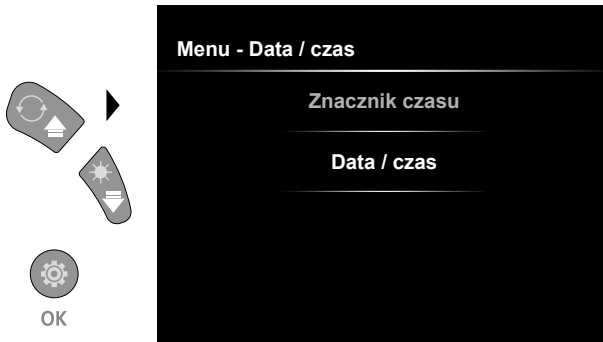 Menu - Data / czas
Znacznik czasu
Data / czas
OK